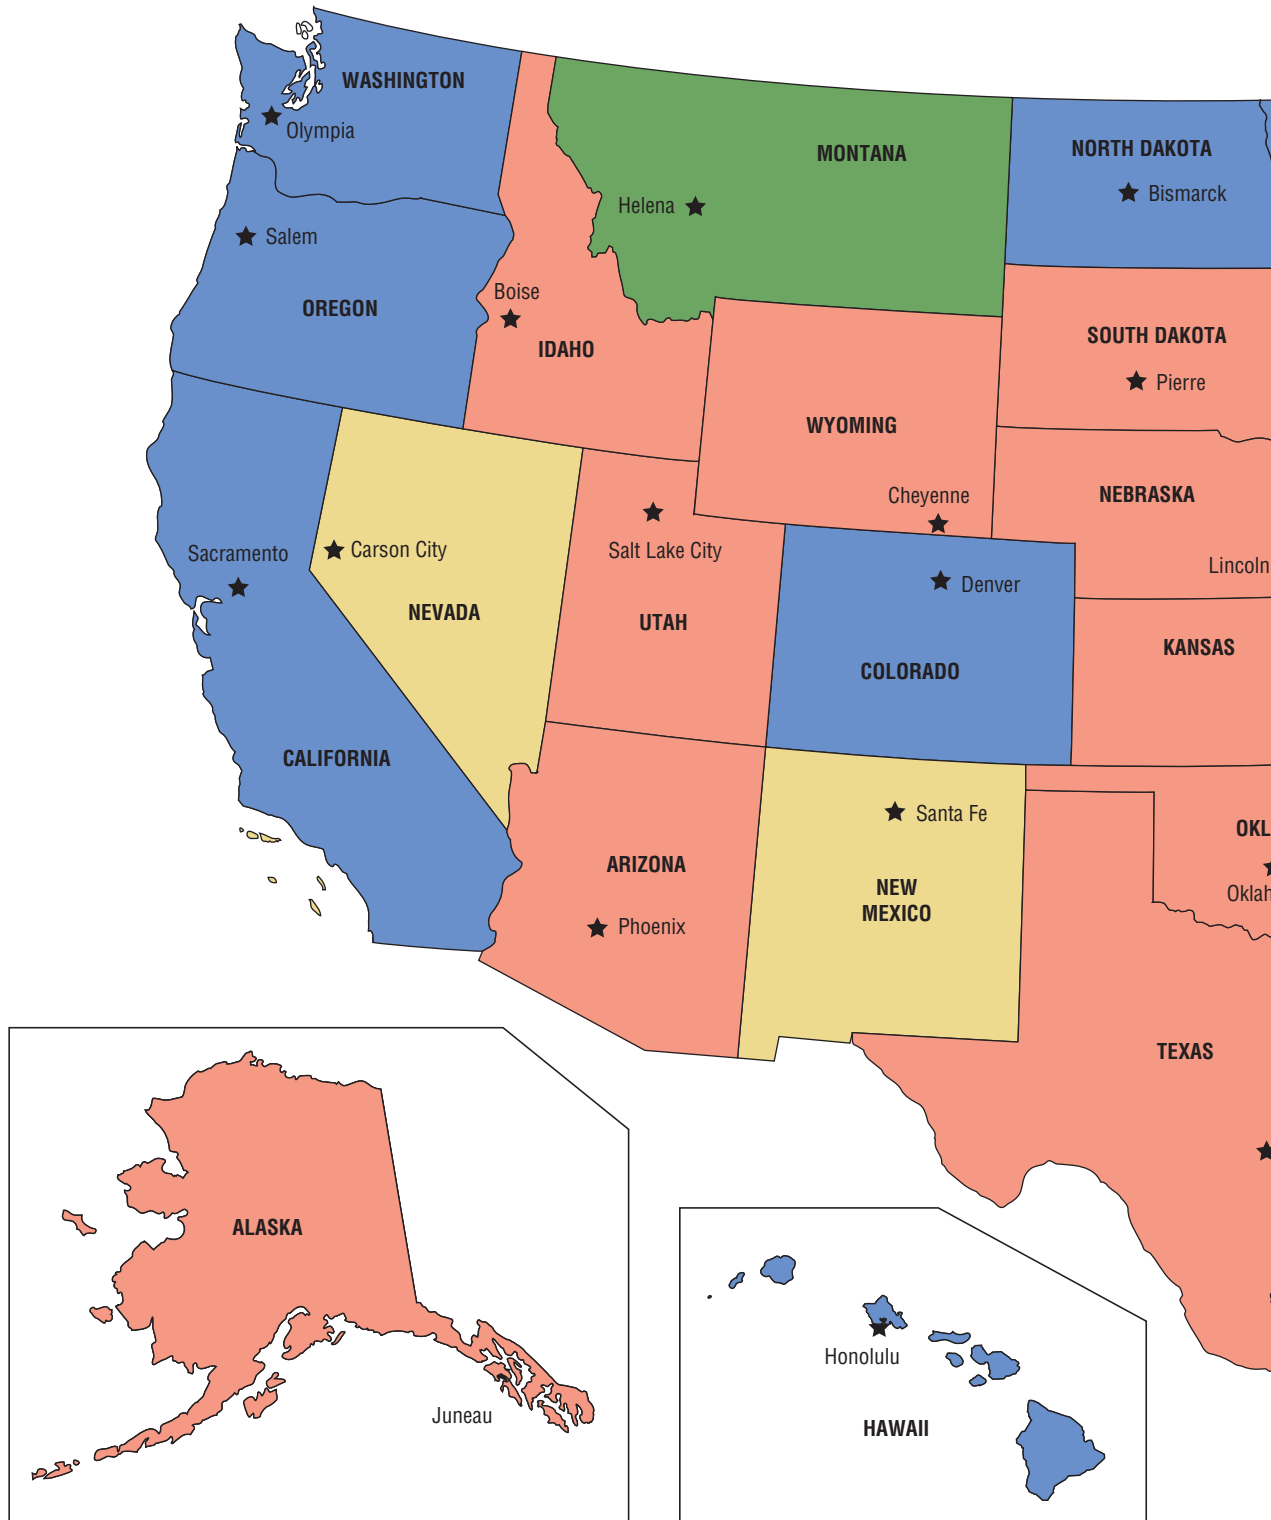 WASHINGTON
Olympia
MONTANA
NORTH DAKOTA
Helena
Bismarck
Salem
Boise
OREGON
IDAHO
SOUTH DAKOTA
Pierre
WYOMING
Cheyenne
NEBRASKA
Sacramento
Carson City
Salt Lake City
Lincoln
Denver
NEVADA
UTAH
KANSAS
COLORADO
CALIFORNIA
Santa Fe
OKL
ARIZONA
NEW
MEXICO
Oklah
Phoenix
TEXAS
ALASKA
Honolulu
Juneau
HAWAII